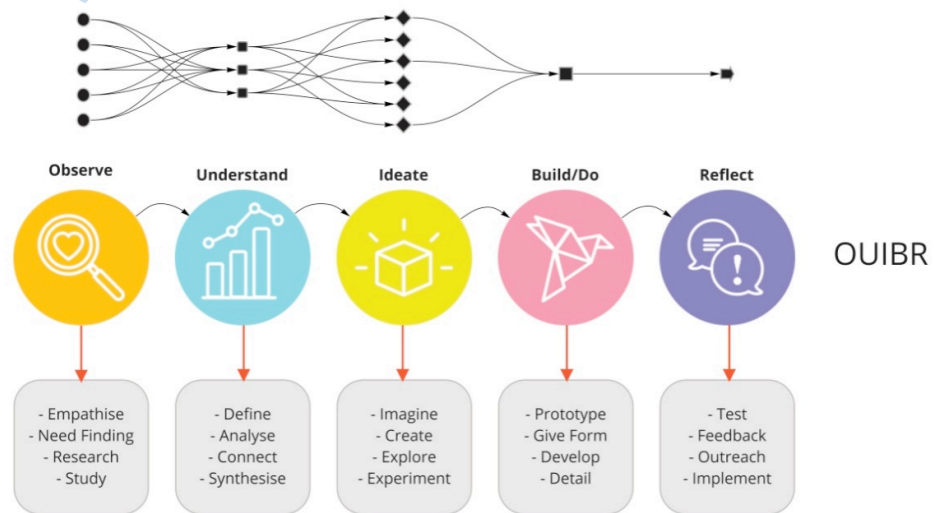 Observe
Understand
Ideate
Build/Do
Reflect
OUIBR
- Empathise
- Need Finding
- Research
- Study
- Define
- Analyse
- Connect
- Synthesise
- Imagine
- Create
- Explore
- Experiment
- Prototype
- Give Form
- Develop
- Detail
- Test
- Feedback
- Outreach
- Implement